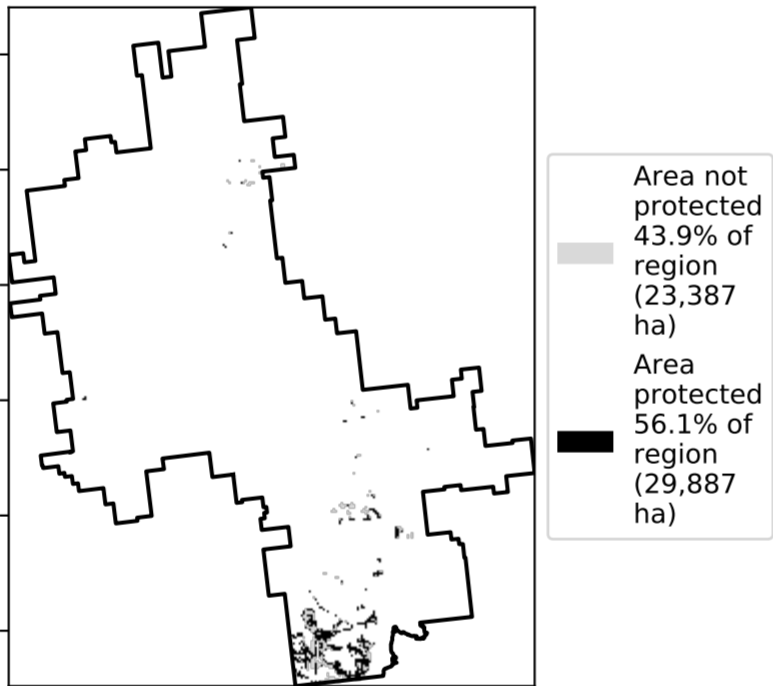 Area not
protected
43.9% of
region
(23,387
ha)
Area
protected
56.1% of
region
(29,887
ha)